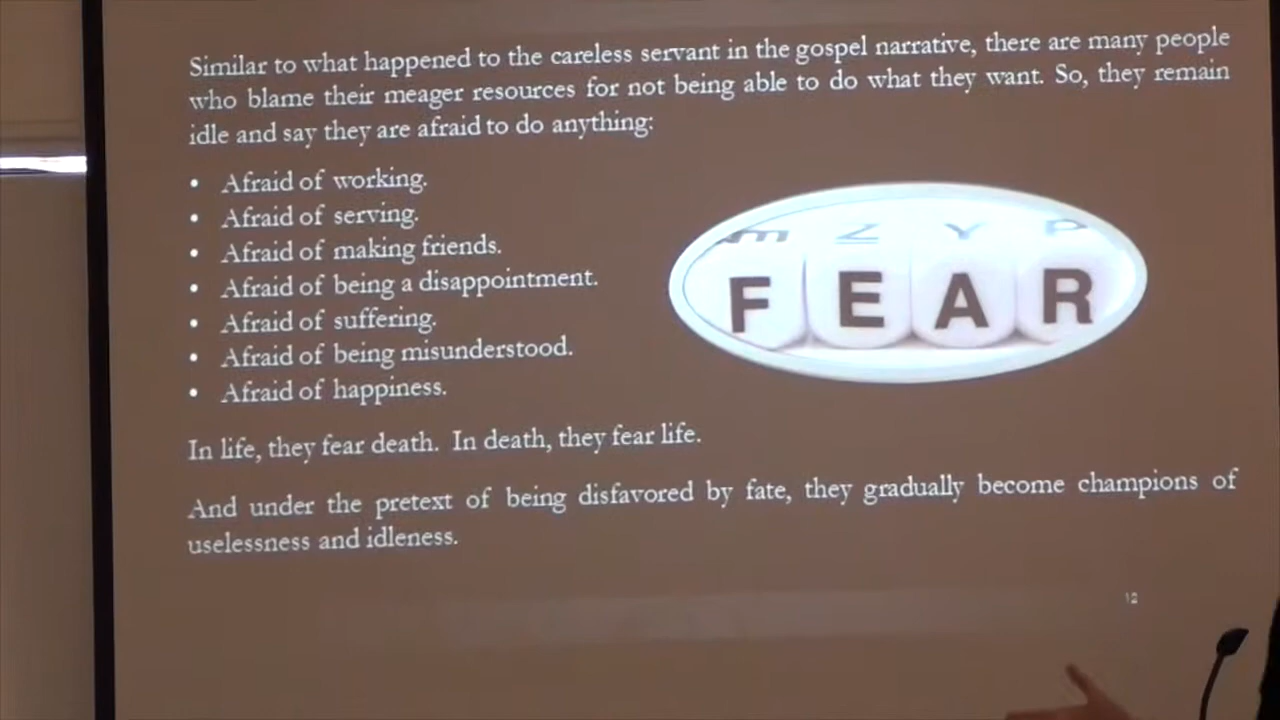 Similar to what happened to the careless servant in the gospel narrative, there are many people
who blame their meager resources for not being able to do what they want. So, they remain
idle and say they are afraid to do anything:
• Afraid of working.
• Afraid of serving.
• Afraid of making friends.
• Afraid of being a disappointment.
• Afraid of suffering.
• Afraid of being misunderstood.
• Afraid of happiness.
FEAR
In life, they fear death. In death, they fear life.
And under the pretext of being disfavored by fate, they gradually become champions of
uselessness and idleness.
12